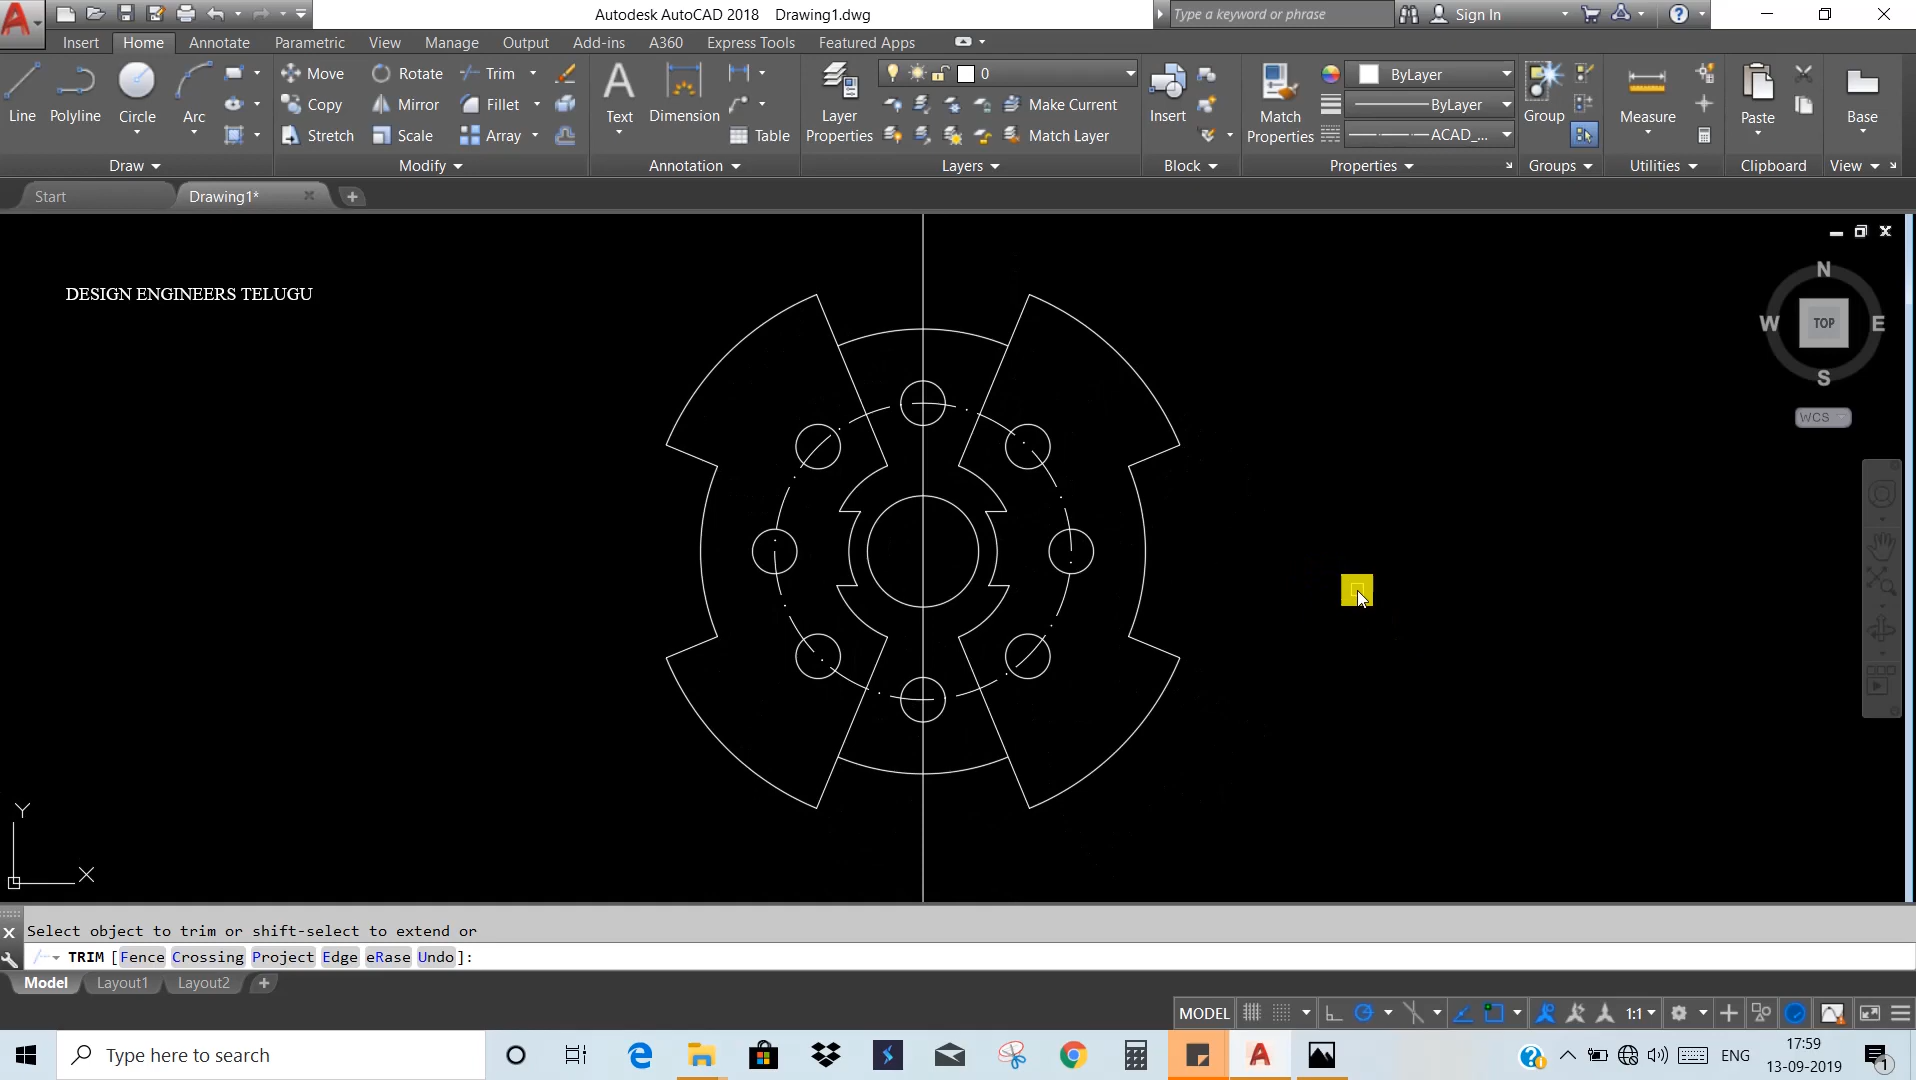 Autodesk AutoCAD 2018 Drawing1.dwg
Type a keyword or phrase
Sign In
Insert Home Annotate Parametric View Manage Output Add-ins A360 Express Tools Featured Apps
Move Rotate Trim 0 ByLayer
Copy Mirror Fillet Make Current ByLayer
Line Polyline Circle Arc Text Dimension Layer Insert Match Group Measure Paste Base
Stretch Scale Array Table Properties Match Layer Properties ACAD_...
Draw Modify Annotation Layers Block Properties Groups Utilities Clipboard View
Start Drawing1*
DESIGN ENGINEERS TELUGU
N
W TOP E
S
WCS
Y
X
Select object to trim or shift-select to extend or
TRIM [Fence Crossing Project Edge eRase Undo]:
Model Layout1 Layout2
MODEL 1:1
Type here to search
ENG
17:59
13-09-2019
1